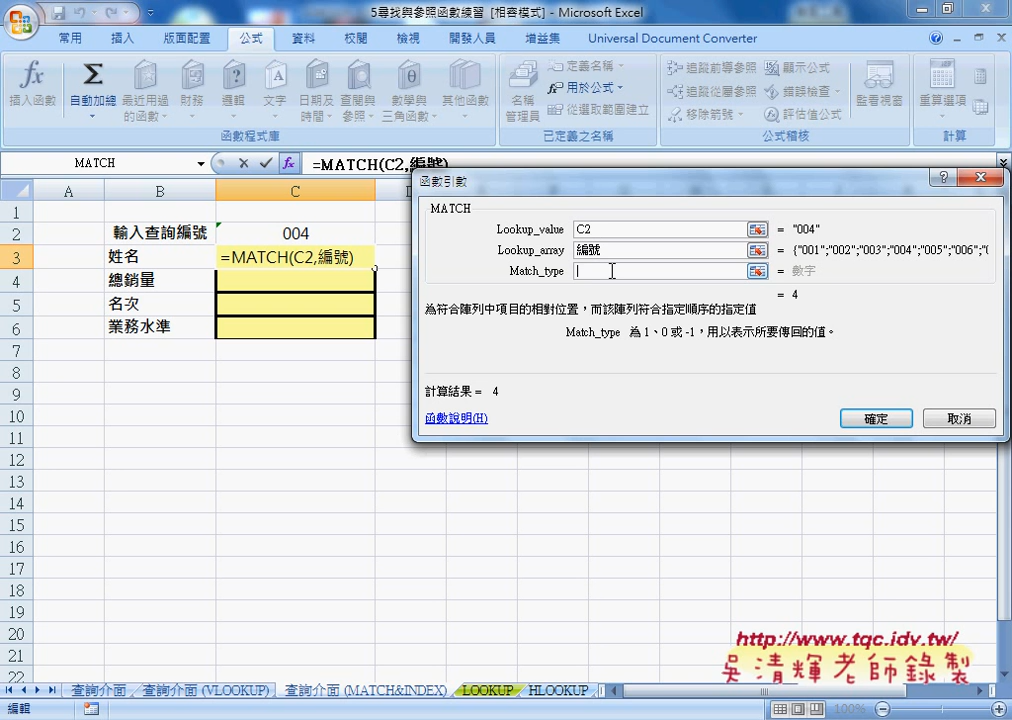 5尋找與參照函數練習 [相容模式] - Microsoft Excel
常用 插入 版面配置 公式 資料 校閱 檢視 開發人員 增益集 Universal Document Converter
插入函數 自動加總 最近用過的函數 財務 邏輯 文字 日期及時間 查閱與參照 數學與三角函數 其他函數
函數程式庫
名稱管理員 定義名稱 用於公式 從選取範圍建立
已定義之名稱
追蹤前導參照 追蹤從屬參照 移除箭號 顯示公式 錯誤檢查 評估值公式 監看視窗
公式稽核
重算選項
計算
MATCH =MATCH(C2,編號)
A B C
1
2 輸入查詢編號 004
3 姓名 =MATCH(C2,編號)
4 總銷量
5 名次
6 業務水準
7
8
9
10
11
12
13
14
15
16
17
18
19
20
21
22
函數引數
MATCH
Lookup_value C2 = "004"
Lookup_array 編號 = {"001";"002";"003";"004";"005";"006";"0
Match_type = 數字
= 4
為符合陣列中項目的相對位置，而該陣列符合指定順序的指定值
Match_type 為 1、0 或 -1，用以表示所要傳回的值。
計算結果 = 4
函數說明(H)
確定 取消
http://www.tqc.idv.tw/
吳清輝老師錄製
查詢介面 查詢介面 (VLOOKUP) 查詢介面 (MATCH&INDEX) LOOKUP HLOOKUP
編輯 100%